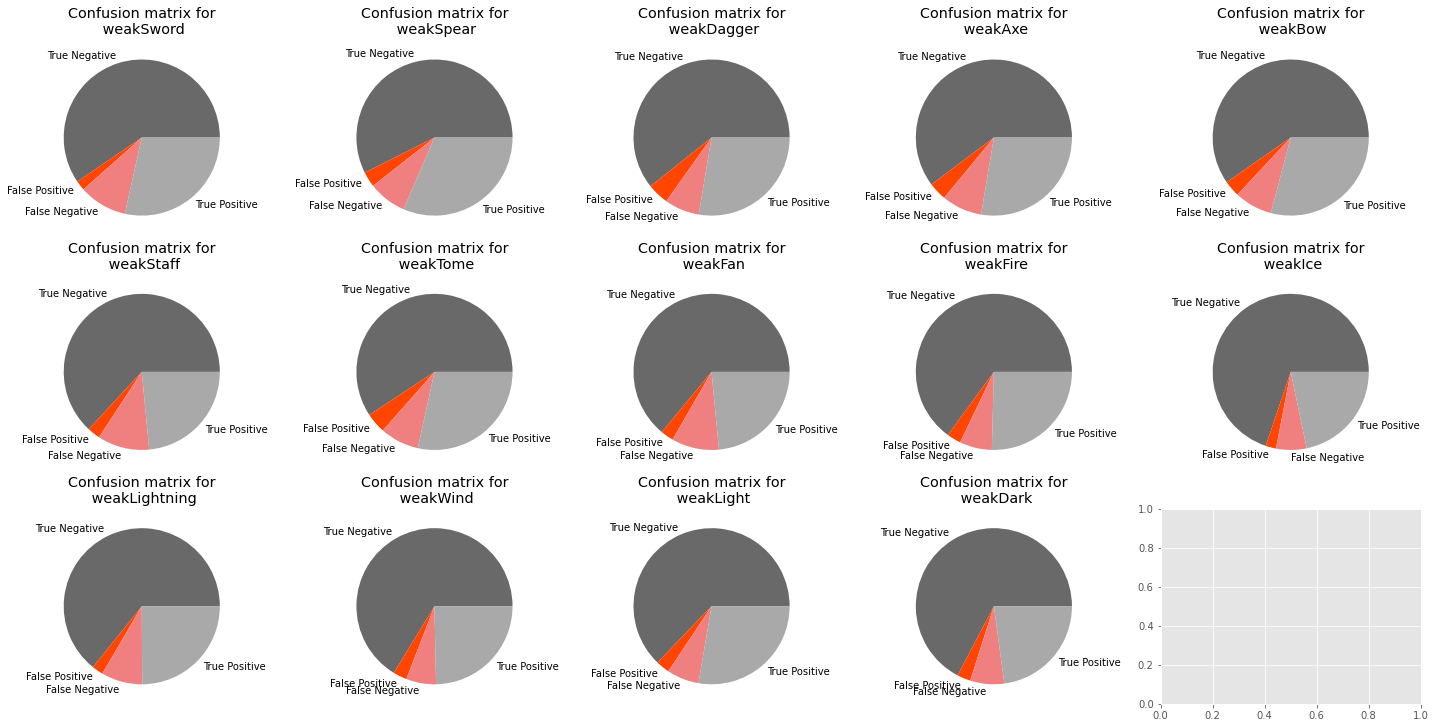 Confusion matrix for
weakSword
True Negative
False Positive
False Negative
True Positive
Confusion matrix for
weakSpear
True Negative
False Positive
False Negative
True Positive
Confusion matrix for
weakDagger
True Negative
False Positive
False Negative
True Positive
Confusion matrix for
weakAxe
True Negative
False Positive
False Negative
True Positive
Confusion matrix for
weakBow
True Negative
False Positive
False Negative
True Positive
Confusion matrix for
weakStaff
True Negative
False Positive
False Negative
True Positive
Confusion matrix for
weakTome
True Negative
False Positive
False Negative
True Positive
Confusion matrix for
weakFan
True Negative
False Positive
False Negative
True Positive
Confusion matrix for
weakFire
True Negative
False Positive
False Negative
True Positive
Confusion matrix for
weakIce
True Negative
False Positive
False Negative
True Positive
Confusion matrix for
weakLightning
True Negative
False Positive
False Negative
True Positive
Confusion matrix for
weakWind
True Negative
False Positive
False Negative
True Positive
Confusion matrix for
weakLight
True Negative
False Positive
False Negative
True Positive
Confusion matrix for
weakDark
True Negative
False Positive
False Negative
True Positive
1.0
0.8
0.6
0.4
0.2
0.0
0.0 0.2 0.4 0.6 0.8 1.0